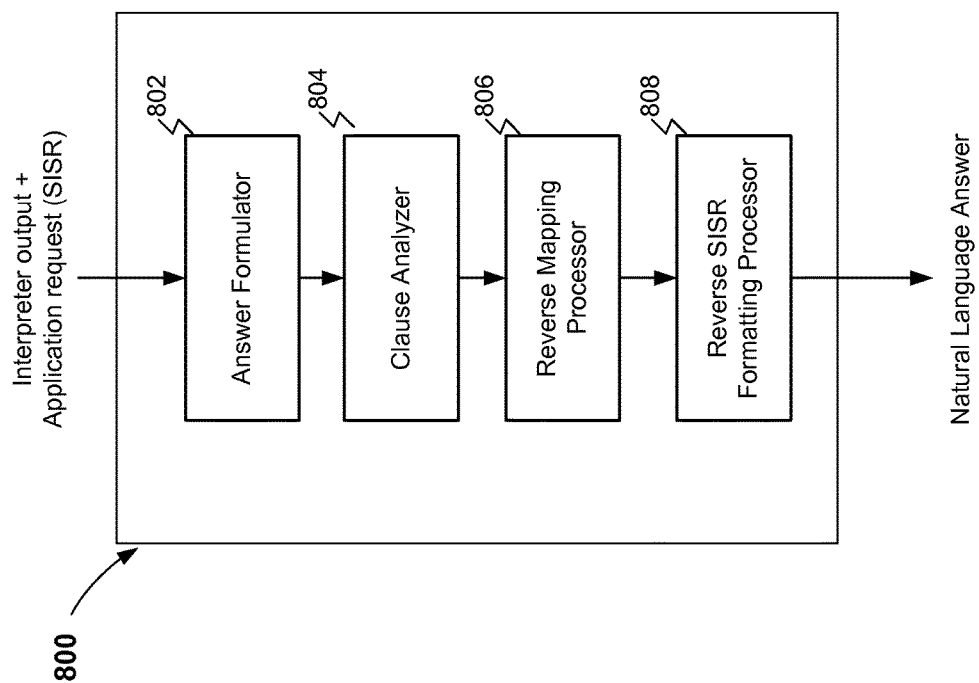 Interpreter output +
Application request (SISR)
800
802
Answer Formulator
804
Clause Analyzer
806
Reverse Mapping
Processor
808
Reverse SISR
Formatting Processor
Natural Language Answer